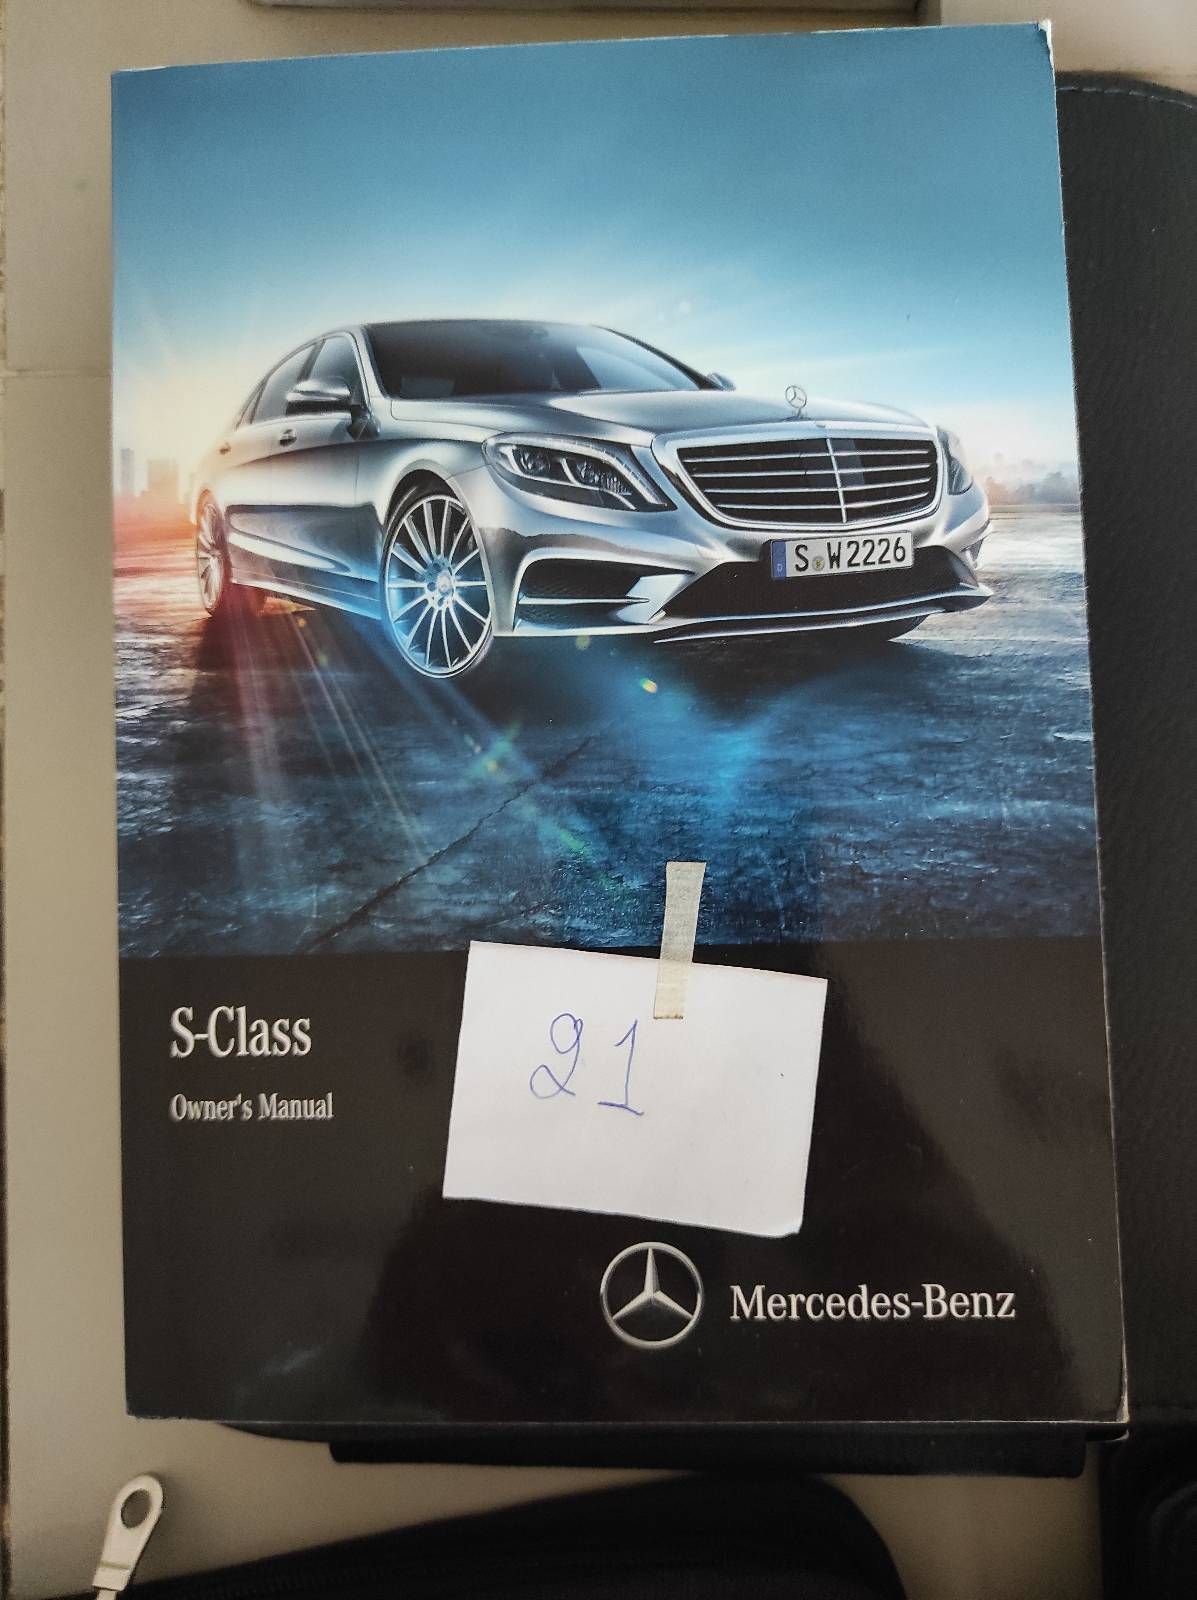 S W2226
S-Class
Owner's Manual
21
Mercedes-Benz